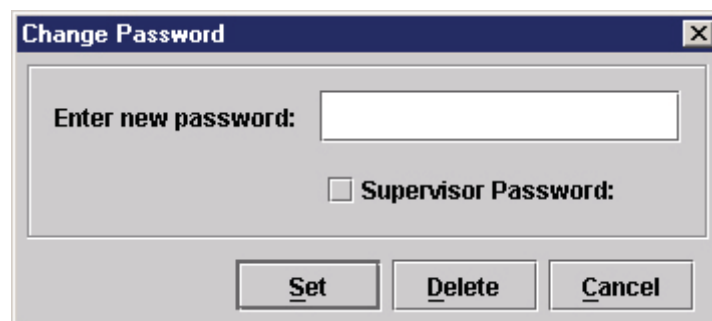 Change Password
Enter new password:
Supervisor Password:
Set Delete Cancel